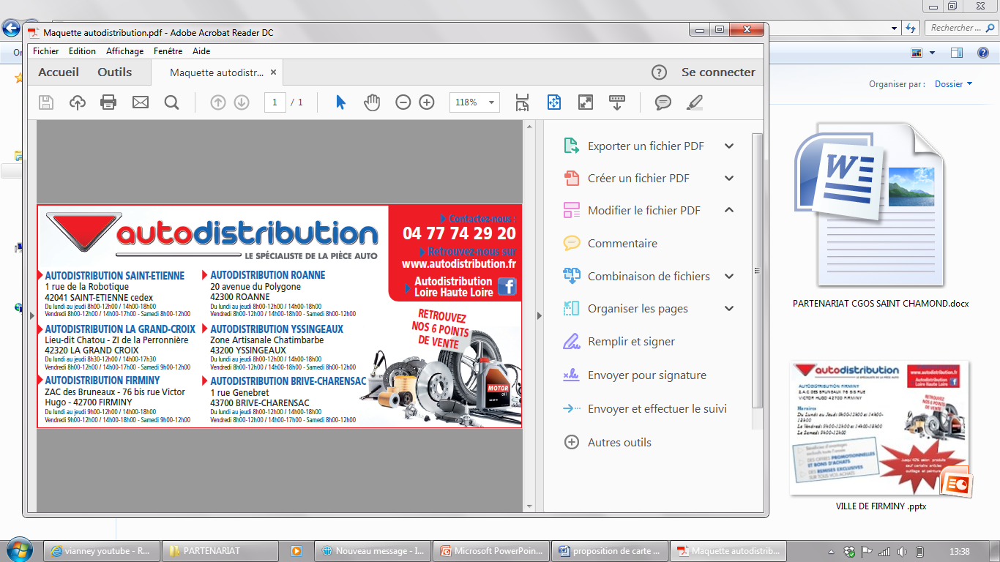 Maquette autodistribution.pdf - Adobe Acrobat Reader DC
Rechercher ...
Fichier Edition Affichage Fenêtre Aide
Accueil Outils Maquette autodistr... × Se connecter
Organiser par : Dossier
1 / 1 118%
autodistribution
LE SPÉCIALISTE DE LA PIÈCE AUTO
Contactez-nous :
04 77 74 29 20
Retrouvez-nous sur
www.autodistribution.fr
Autodistribution
Loire Haute Loire
AUTODISTRIBUTION SAINT-ETIENNE
1 rue de la Robotique
42041 SAINT-ETIENNE cedex
Du lundi au jeudi 8h00-12h00 / 14h00-18h00
Vendredi 8h00-12h00 / 14h00-17h00 - Samedi 8h00-12h00
AUTODISTRIBUTION LA GRAND-CROIX
Lieu-dit Chatou - ZI de la Perronnière
42320 LA GRAND CROIX
Du lundi au jeudi 8h30-12h00 / 14h00-17h30
Vendredi 8h00-12h00 / 14h00-17h00 - Samedi 9h00-12h00
AUTODISTRIBUTION FIRMINY
ZAC des Bruneaux - 76 bis rue Victor
Hugo - 42700 FIRMINY
Du lundi au jeudi 9h00-12h00 / 14h00-18h00
Vendredi 9h00-12h00 / 14h00-18h00 - Samedi 9h00-12h00
AUTODISTRIBUTION ROANNE
20 avenue du Polygone
42300 ROANNE
Du lundi au jeudi 8h00-12h00 / 14h00-18h00
Vendredi 8h00-12h00 / 14h00-18h00 - Samedi 8h00-12h00
AUTODISTRIBUTION YSSINGEAUX
Zone Artisanale Chatimbarbe
43200 YSSINGEAUX
Du lundi au jeudi 8h00-12h00 / 14h00-18h00
Vendredi 8h00-12h00 / 14h00-18h00 - Samedi 8h00-12h00
AUTODISTRIBUTION BRIVE-CHARENSAC
1 rue Genebret
43700 BRIVE-CHARENSAC
Du lundi au jeudi 8h00-12h00 / 14h00-18h00
Vendredi 8h00-12h00 / 14h00-17h00 - Samedi 8h00-12h00
RETROUVEZ
NOS 6 POINTS
DE VENTE
MOTOR
oil
Exporter un fichier PDF
Créer un fichier PDF
Modifier le fichier PDF
Commentaire
Combinaison de fichiers
Organiser les pages
Remplir et signer
Envoyer pour signature
Envoyer et effectuer le suivi
Autres outils
W
PARTENARIAT CGOS SAINT CHAMOND.docx
autodistribution
LE SPÉCIALISTE DE LA PIÈCE AUTO
www.autodistribution.fr
Autodistribution
Loire Haute Loire
AUTODISTRIBUTION FIRMINY
Z.A.C DES BRUNEAUX 76 BIS RUE
VICTOR HUGO 42700 FIRMINY
Horaires
Du Lundi au Jeudi 9h00-12h00 et 14h00-
18h00
Le Vendredi 9h00-12h00 et 14h00-18h00
Le Samedi 9h00-12h00
RETROUVEZ
NOS 6 POINTS
DE VENTE
Bénéficiez d'avantages
exclusifs toute l'année
DES OFFRES PROMOTIONNELLES
ET BONS D'ACHATS
DES REMISES EXCLUSIVES
SUR TOUS VOS ACHATS
Jusqu'40% selon produits
sauf certains articles
outillage et peinture
VILLE DE FIRMINY .pptx
vianney youtube - R... PARTENARIAT Nouveau message - I... Microsoft PowerPoin... proposition de carte ... Maquette autodistrib... 13:38